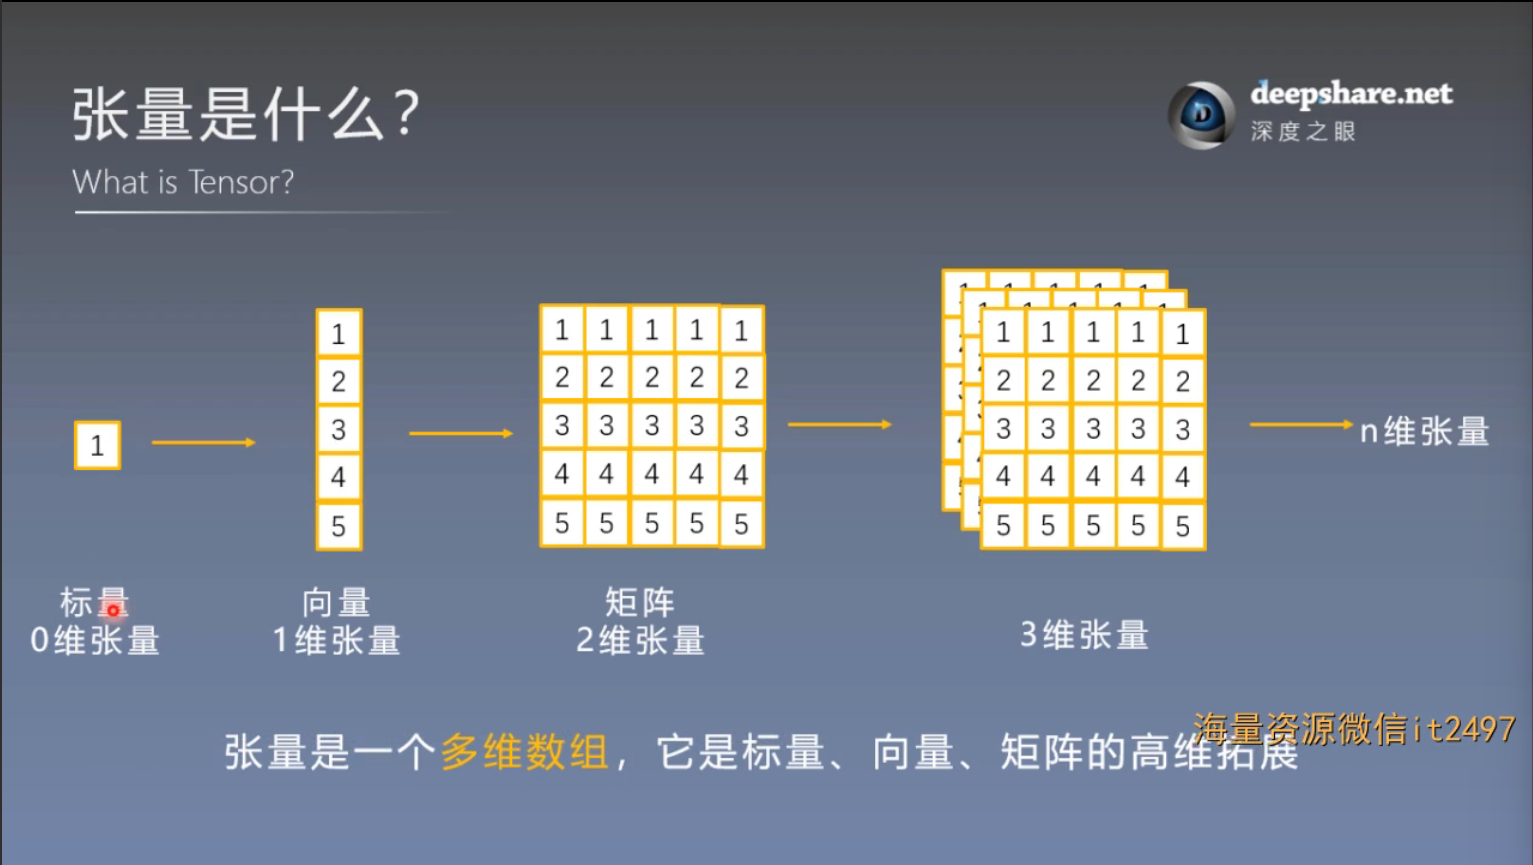 张量是什么？
What is Tensor?
deepshare.net
深度之眼
1
1
2
3
4
5
1 1 1 1 1
2 2 2 2 2
3 3 3 3 3
4 4 4 4 4
5 5 5 5 5
1 1 1 1 1
2 2 2 2 2
3 3 3 3 3
4 4 4 4 4
5 5 5 5 5
n维张量
标量
0维张量
向量
1维张量
矩阵
2维张量
3维张量
海量资源微信it2497
张量是一个多维数组，它是标量、向量、矩阵的高维拓展